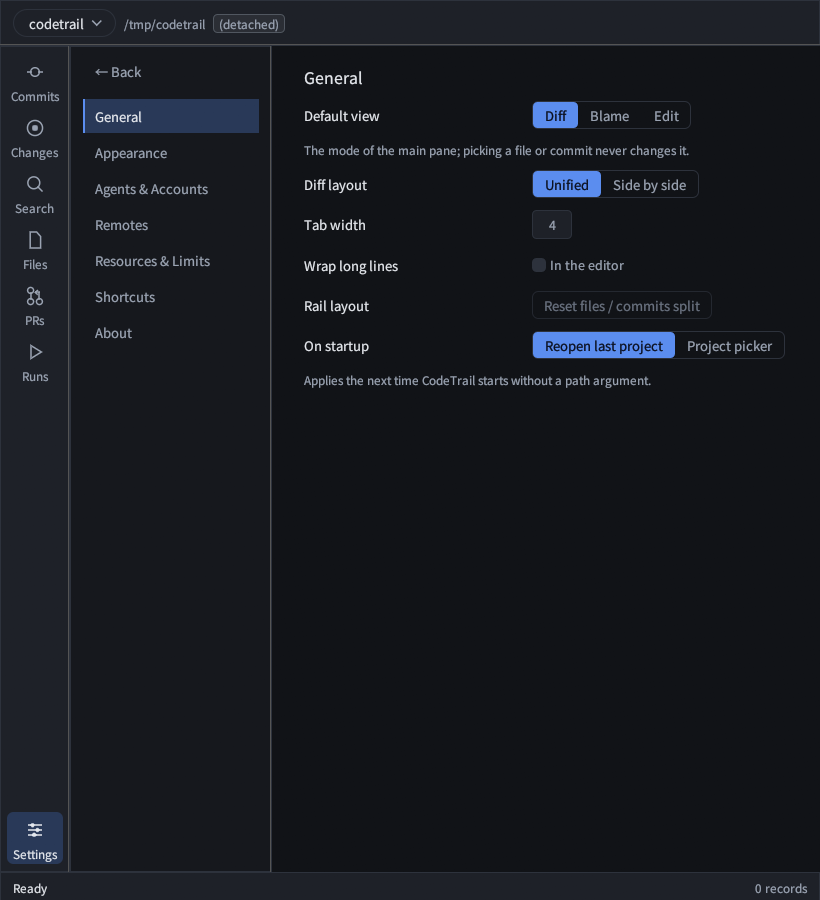 codetrail /tmp/codetrail (detached)
Commits
Changes
Search
Files
PRs
Runs
Settings
← Back
General
Appearance
Agents & Accounts
Remotes
Resources & Limits
Shortcuts
About
General
Default view Diff Blame Edit
The mode of the main pane; picking a file or commit never changes it.
Diff layout Unified Side by side
Tab width 4
Wrap long lines In the editor
Rail layout Reset files / commits split
On startup Reopen last project Project picker
Applies the next time CodeTrail starts without a path argument.
Ready 0 records